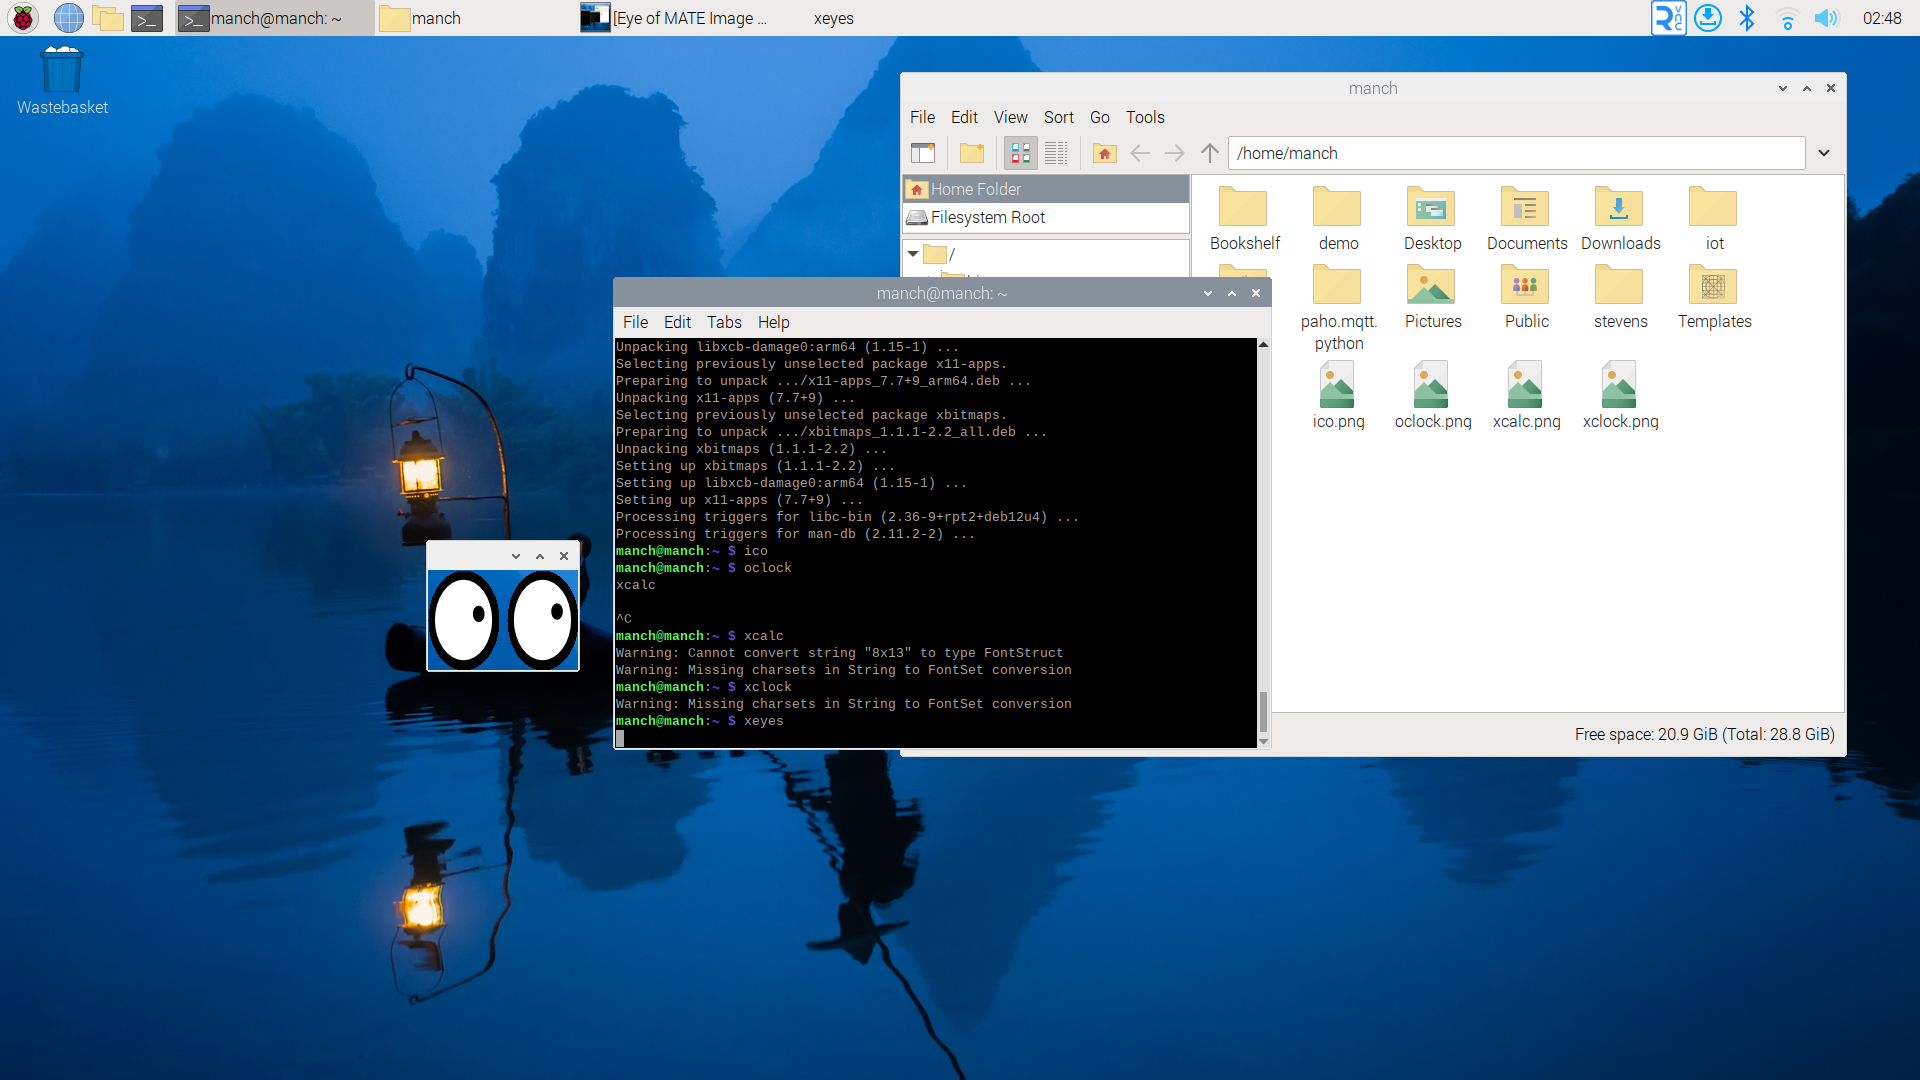 manch@manch: ~
manch
[Eye of MATE Image ...
xeyes
02:48
Wastebasket
manch
File Edit View Sort Go Tools
/home/manch
Home Folder
Filesystem Root
/
Bookshelf
demo
Desktop
Documents
Downloads
iot
paho.mqtt.
python
Pictures
Public
stevens
Templates
ico.png
oclock.png
xcalc.png
xclock.png
Free space: 20.9 GiB (Total: 28.8 GiB)
manch@manch: ~
File Edit Tabs Help
Unpacking libxcb-damage0:arm64 (1.15-1) ...
Selecting previously unselected package x11-apps.
Preparing to unpack .../x11-apps_7.7+9_arm64.deb ...
Unpacking x11-apps (7.7+9) ...
Selecting previously unselected package xbitmaps.
Preparing to unpack .../xbitmaps_1.1.1-2.2_all.deb ...
Unpacking xbitmaps (1.1.1-2.2) ...
Setting up xbitmaps (1.1.1-2.2) ...
Setting up libxcb-damage0:arm64 (1.15-1) ...
Setting up x11-apps (7.7+9) ...
Processing triggers for libc-bin (2.36-9+rpt2+deb12u4) ...
Processing triggers for man-db (2.11.2-2) ...
manch@manch:~ $ ico
manch@manch:~ $ oclock
xcalc
^C
manch@manch:~ $ xcalc
Warning: Cannot convert string "8x13" to type FontStruct
Warning: Missing charsets in String to FontSet conversion
manch@manch:~ $ xclock
Warning: Missing charsets in String to FontSet conversion
manch@manch:~ $ xeyes